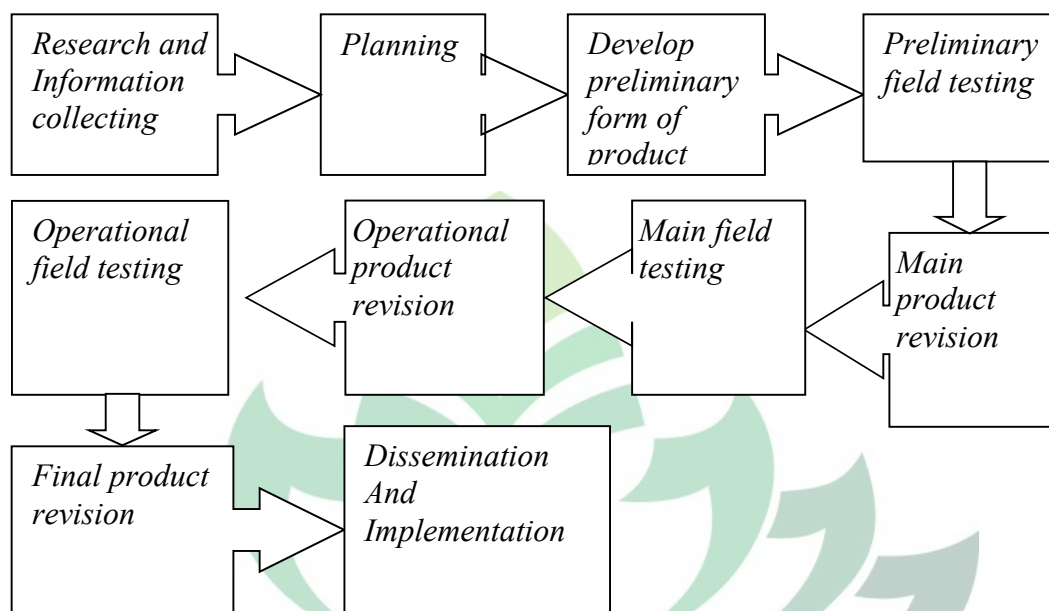 Research and
Information
collecting
Planning
Develop
preliminary
form of
product
Preliminary
field testing
Operational
field testing
Operational
product
revision
Main field
testing
Main
product
revision
Final product
revision
Dissemination
And
Implementation